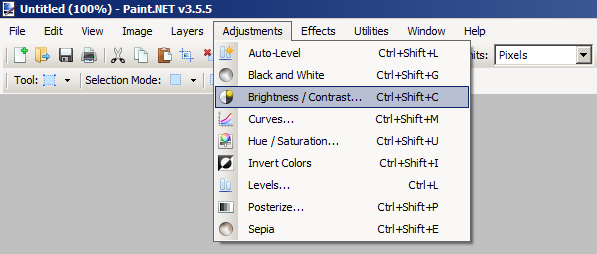 Untitled (100%) - Paint.NET v3.5.5
File Edit View Image Layers Adjustments Effects Utilities Window Help
Auto-Level Ctrl+Shift+L
Pixels
Black and White Ctrl+Shift+G
Tool: Selection Mode:
Brightness / Contrast... Ctrl+Shift+C
Curves... Ctrl+Shift+M
Hue / Saturation... Ctrl+Shift+U
Invert Colors Ctrl+Shift+I
Levels... Ctrl+L
Posterize... Ctrl+Shift+P
Sepia Ctrl+Shift+E